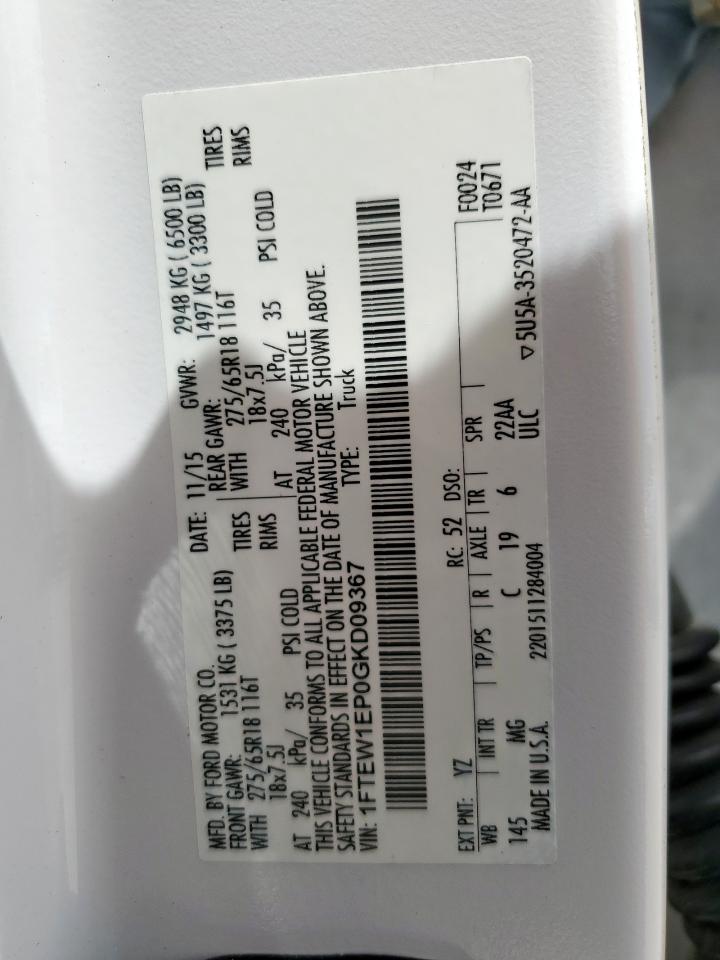 MFD. BY FORD MOTOR CO. DATE: 11/15 GVWR: 2948 KG ( 6500 LB)
FRONT GAWR: 1531 KG ( 3375 LB) REAR GAWR: 1497 KG ( 3300 LB)
WITH 275/65R18 116T TIRES WITH 275/65R18 116T TIRES
18x7.5J RIMS 18x7.5J RIMS
AT 240 kPa/ 35 PSI COLD AT 240 kPa/ 35 PSI COLD
THIS VEHICLE CONFORMS TO ALL APPLICABLE FEDERAL MOTOR VEHICLE
SAFETY STANDARDS IN EFFECT ON THE DATE OF MANUFACTURE SHOWN ABOVE.
VIN: 1FTEW1EP0GKD09367 TYPE: Truck
EXT PNT: YZ RC: 52 DSO:
WB INT TR TP/PS R AXLE TR SPR F0024
145 MG C 19 6 22AA T0671
MADE IN U.S.A. 2201511284004 ULC ▽5U5A-3520472-AA